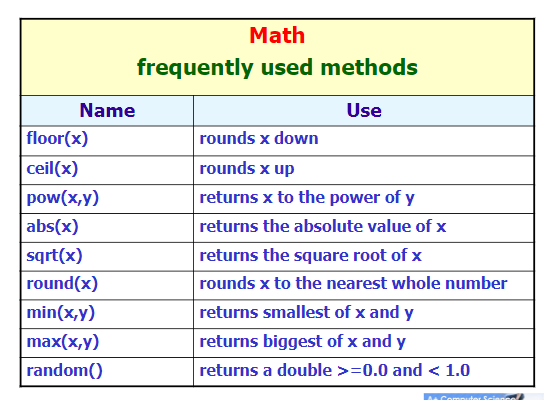 Math
frequently used methods
Name Use
floor(x) rounds x down
ceil(x) rounds x up
pow(x,y) returns x to the power of y
abs(x) returns the absolute value of x
sqrt(x) returns the square root of x
round(x) rounds x to the nearest whole number
min(x,y) returns smallest of x and y
max(x,y) returns biggest of x and y
random() returns a double >=0.0 and < 1.0
A+ Computer Science